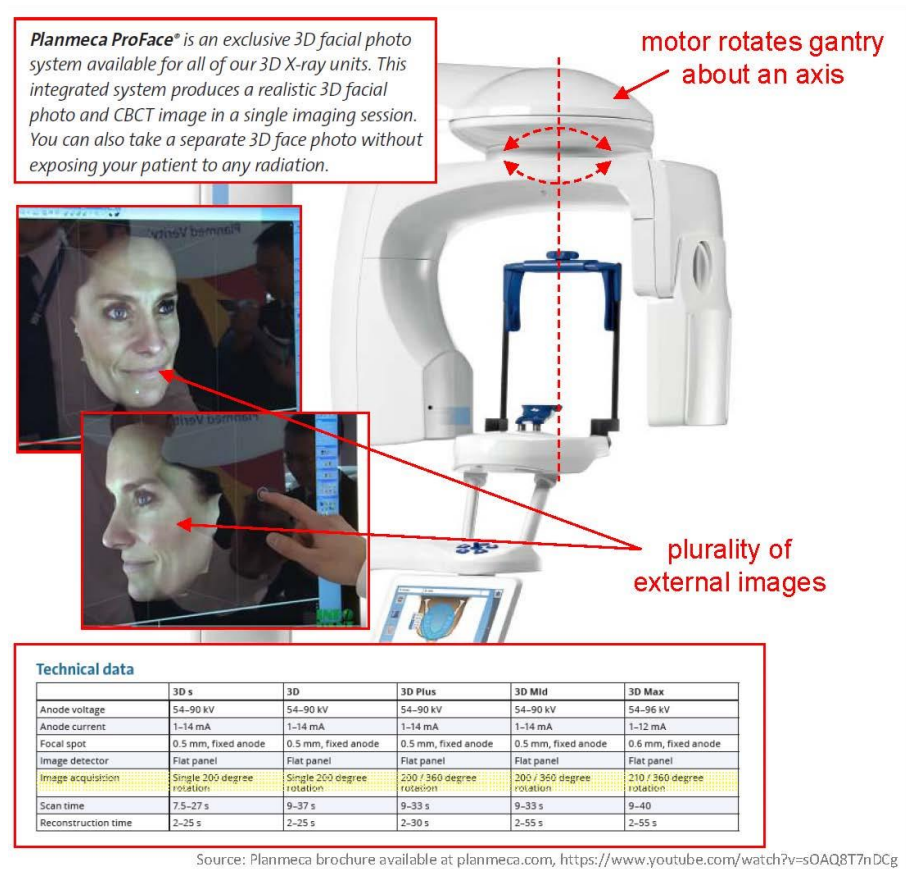 Planmeca ProFace® is an exclusive 3D facial photo
system available for all of our 3D X-ray units. This
integrated system produces a realistic 3D facial
photo and CBCT image in a single imaging session.
You can also take a separate 3D face photo without
exposing your patient to any radiation.
motor rotates gantry
about an axis
plurality of
external images
Technical data
3D s 3D 3D Plus 3D Mid 3D Max
Anode voltage 54–90 kV 54–90 kV 54–90 kV 54–90 kV 54–96 kV
Anode current 1–14 mA 1–14 mA 1–14 mA 1–14 mA 1–12 mA
Focal spot 0.5 mm, fixed anode 0.5 mm, fixed anode 0.5 mm, fixed anode 0.5 mm, fixed anode 0.6 mm, fixed anode
Image detector Flat panel Flat panel Flat panel Flat panel Flat panel
Image acquisition Single 200 degree rotation Single 200 degree rotation 200 / 360 degree rotation 200 / 360 degree rotation 210 / 360 degree rotation
Scan time 7.5–27 s 9–37 s 9–33 s 9–33 s 9–40
Reconstruction time 2–25 s 2–25 s 2–30 s 2–55 s 2–55 s
Source: Planmeca brochure available at planmeca.com, https://www.youtube.com/watch?v=sOAQ8T7nDCg